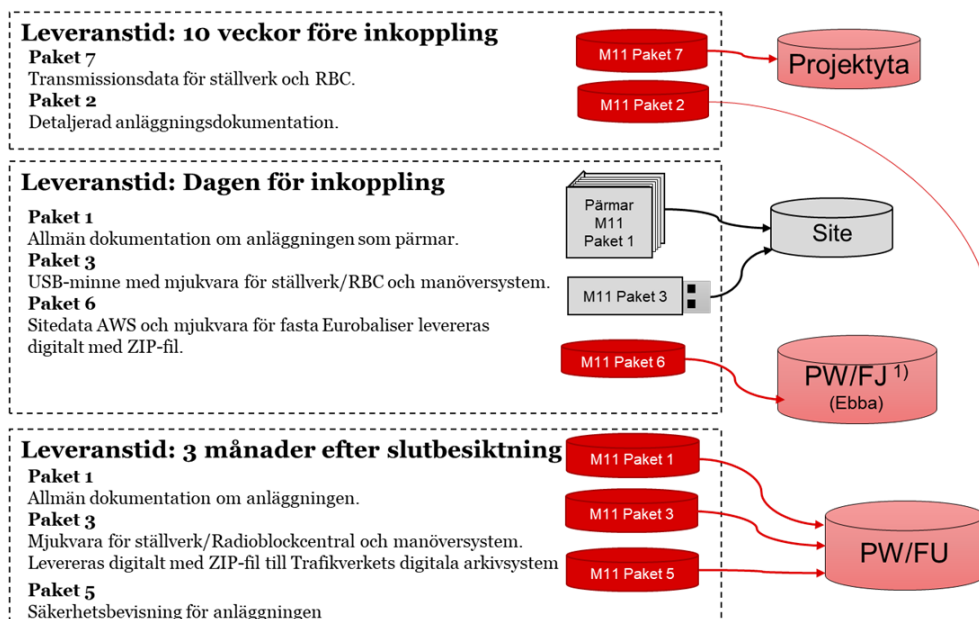 Leveranstid: 10 veckor före inkoppling
Paket 7
Transmissionsdata för ställverk och RBC.
Paket 2
Detaljerad anläggningsdokumentation.
M11 Paket 7
M11 Paket 2
Projektyta
Leveranstid: Dagen för inkoppling
Paket 1
Allmän dokumentation om anläggningen som pärmar.
Paket 3
USB-minne med mjukvara för ställverk/RBC och manöversystem.
Paket 6
Sitedata AWS och mjukvara för fasta Eurobaliser levereras
digitalt med ZIP-fil.
Pärmar
M11
Paket 1
M11 Paket 3
Site
M11 Paket 6
PW/FJ 1)
(Ebba)
Leveranstid: 3 månader efter slutbesiktning
Paket 1
Allmän dokumentation om anläggningen.
Paket 3
Mjukvara för ställverk/Radioblockcentral och manöversystem.
Levereras digitalt med ZIP-fil till Trafikverkets digitala arkivsystem
Paket 5
Säkerhetsbevisning för anläggningen
M11 Paket 1
M11 Paket 3
M11 Paket 5
PW/FU